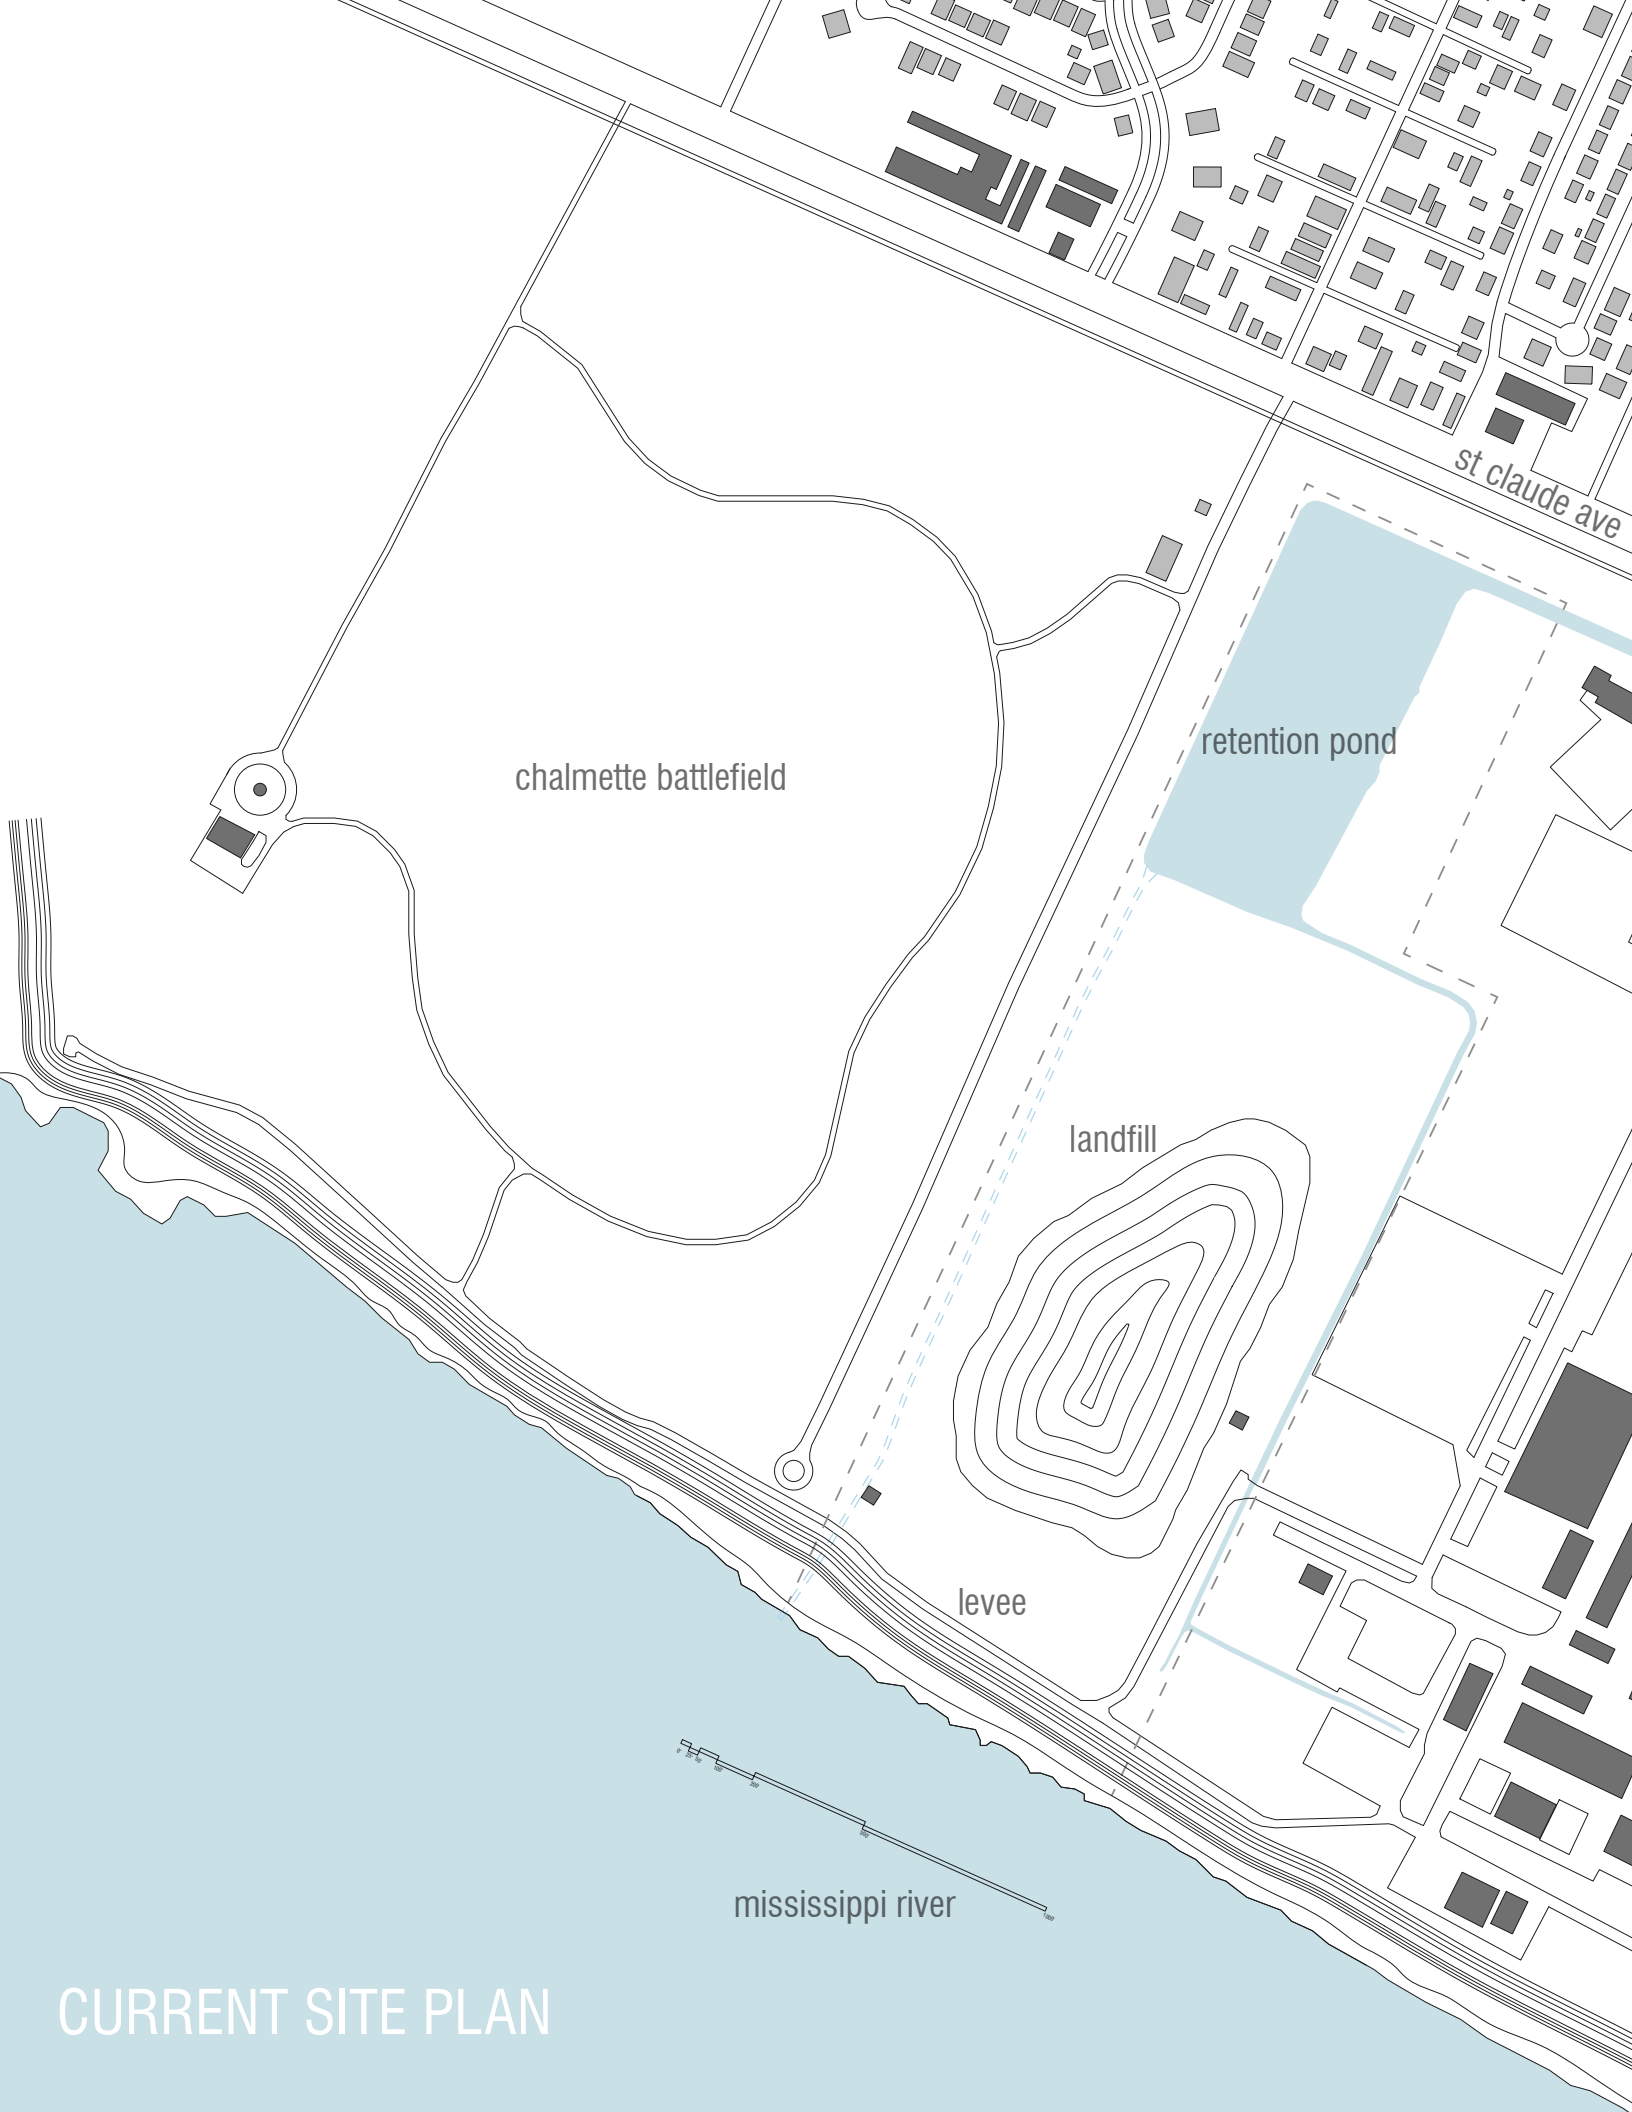 st claude ave
retention pond
chalmette battlefield
landfill
levee
mississippi river
CURRENT SITE PLAN